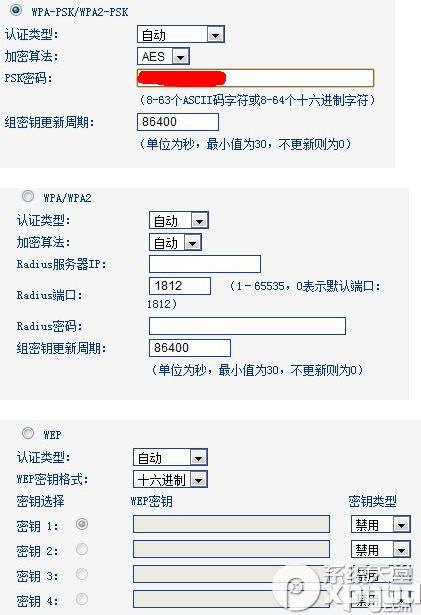 WPA-PSK/WPA2-PSK
认证类型: 自动
加密算法: AES
PSK密码:
(8-63个ASCII码字符或8-64个十六进制字符)
组密钥更新周期: 86400
(单位为秒,最小值为30,不更新则为0)
WPA/WPA2
认证类型: 自动
加密算法: 自动
Radius服务器IP:
Radius端口: 1812 (1-65535,0表示默认端口:
1812)
Radius密码:
组密钥更新周期: 86400
(单位为秒,最小值为30,不更新则为0)
WEP
认证类型: 自动
WEP密钥格式: 十六进制
密钥选择 WEP密钥 密钥类型
密钥 1: 禁用
密钥 2: 禁用
密钥 3: 禁用
密钥 4: 禁用
系统天堂